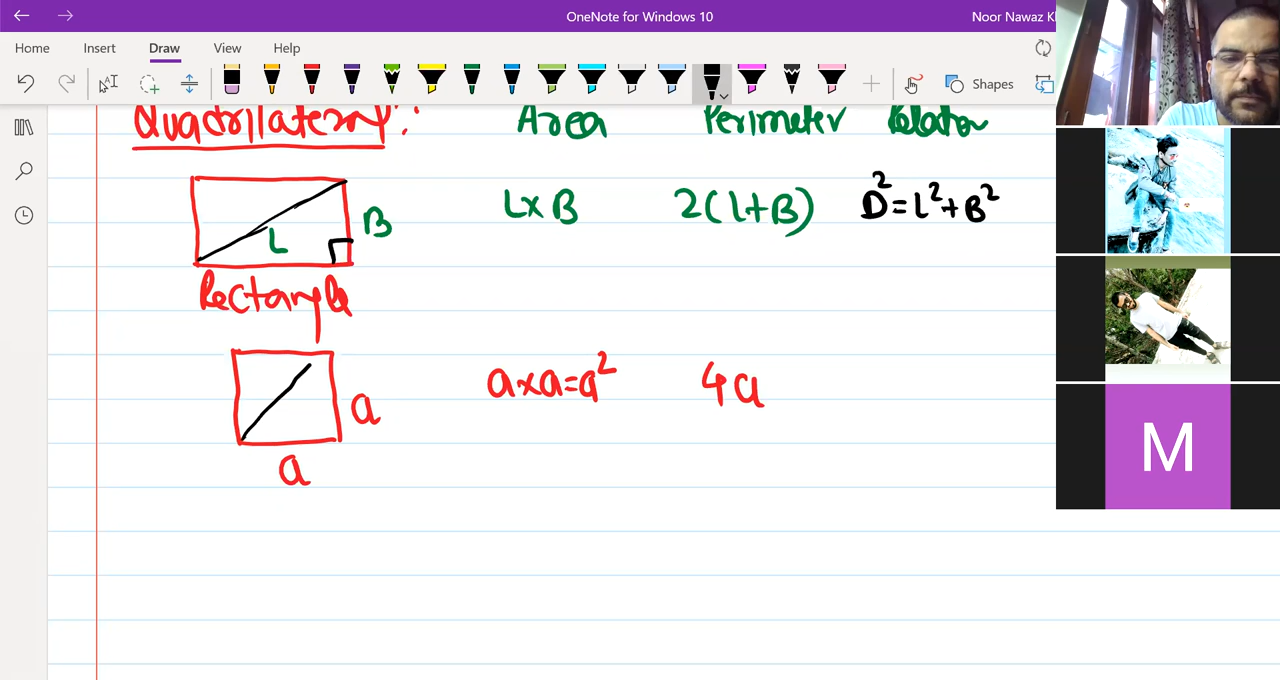 OneNote for Windows 10
Noor Nawaz Kh
Home Insert Draw View Help
Shapes
Quadrilateral:
Area Perimeter Relation
L B
L×B 2(L+B) D²=L²+B²
Rectangle
a
a
a×a=a² 4a
M